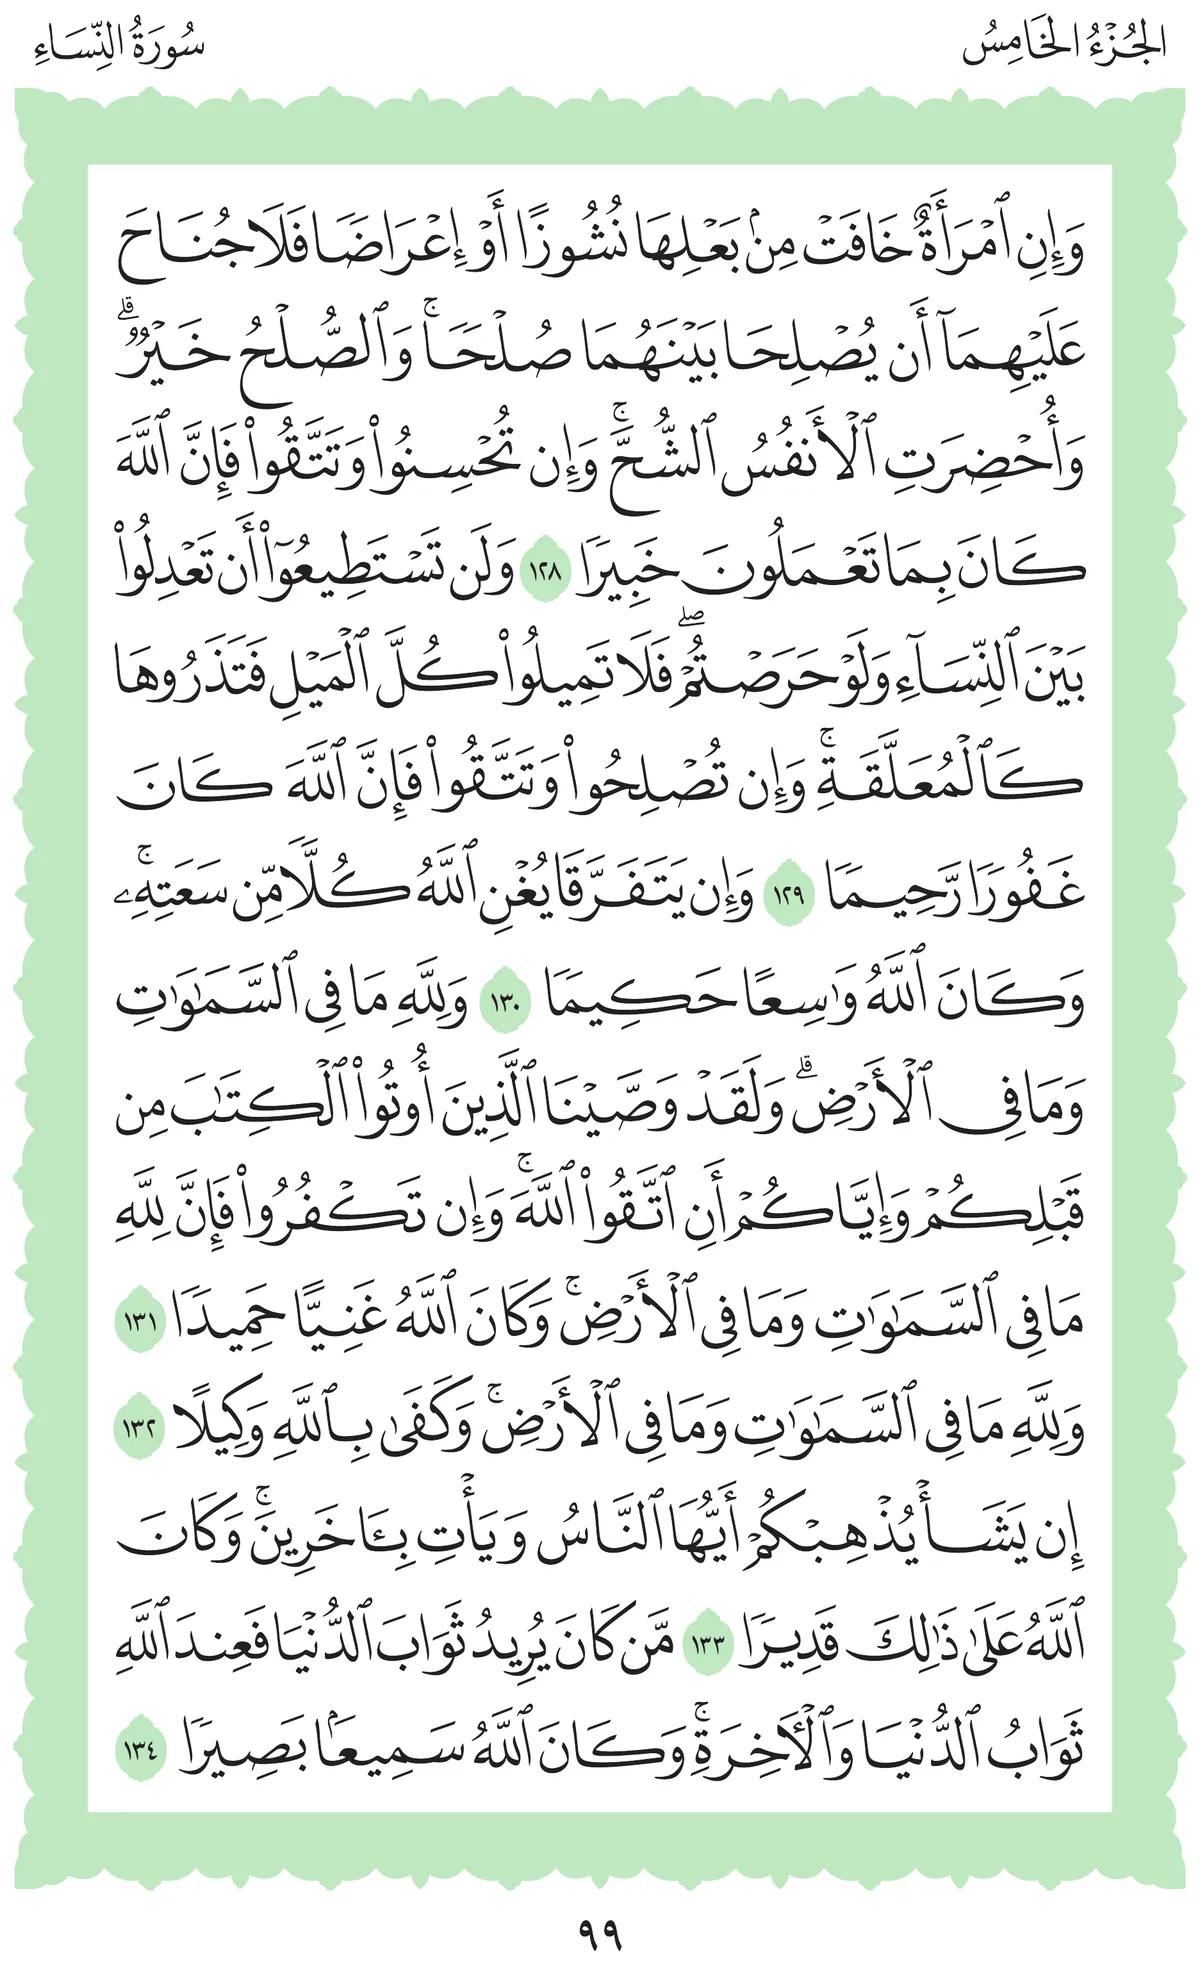 الجُزْءُ الخَامِسُ
سُورَةُ النِّسَاءِ
وَإِنِ ٱمْرَأَةٌ خَافَتْ مِنۢ بَعْلِهَا نُشُوزًا أَوْ إِعْرَاضًا فَلَا جُنَاحَ
عَلَيْهِمَآ أَن يُصْلِحَا بَيْنَهُمَا صُلْحًاۚ وَٱلصُّلْحُ خَيْرٌۗ
وَأُحْضِرَتِ ٱلْأَنفُسُ ٱلشُّحَّۚ وَإِن تُحْسِنُوا۟ وَتَتَّقُوا۟ فَإِنَّ ٱللَّهَ
كَانَ بِمَا تَعْمَلُونَ خَبِيرًا ١٢٨ وَلَن تَسْتَطِيعُوٓا۟ أَن تَعْدِلُوا۟
بَيْنَ ٱلنِّسَآءِ وَلَوْ حَرَصْتُمْۖ فَلَا تَمِيلُوا۟ كُلَّ ٱلْمَيْلِ فَتَذَرُوهَا
كَٱلْمُعَلَّقَةِۚ وَإِن تُصْلِحُوا۟ وَتَتَّقُوا۟ فَإِنَّ ٱللَّهَ كَانَ
غَفُورًا رَّحِيمًا ١٢٩ وَإِن يَتَفَرَّقَا يُغْنِ ٱللَّهُ كُلًّا مِّن سَعَتِهِۦۚ
وَكَانَ ٱللَّهُ وَٰسِعًا حَكِيمًا ١٣٠ وَلِلَّهِ مَا فِى ٱلسَّمَٰوَٰتِ
وَمَا فِى ٱلْأَرْضِۗ وَلَقَدْ وَصَّيْنَا ٱلَّذِينَ أُوتُوا۟ ٱلْكِتَٰبَ مِن
قَبْلِكُمْ وَإِيَّاكُمْ أَنِ ٱتَّقُوا۟ ٱللَّهَۚ وَإِن تَكْفُرُوا۟ فَإِنَّ لِلَّهِ
مَا فِى ٱلسَّمَٰوَٰتِ وَمَا فِى ٱلْأَرْضِۚ وَكَانَ ٱللَّهُ غَنِيًّا حَمِيدًا ١٣١
وَلِلَّهِ مَا فِى ٱلسَّمَٰوَٰتِ وَمَا فِى ٱلْأَرْضِۚ وَكَفَىٰ بِٱللَّهِ وَكِيلًا ١٣٢
إِن يَشَأْ يُذْهِبْكُمْ أَيُّهَا ٱلنَّاسُ وَيَأْتِ بِـَٔاخَرِينَۚ وَكَانَ
ٱللَّهُ عَلَىٰ ذَٰلِكَ قَدِيرًا ١٣٣ مَّن كَانَ يُرِيدُ ثَوَابَ ٱلدُّنْيَا فَعِندَ ٱللَّهِ
ثَوَابُ ٱلدُّنْيَا وَٱلْـَٔاخِرَةِۚ وَكَانَ ٱللَّهُ سَمِيعًۢا بَصِيرًا ١٣٤
٩٩